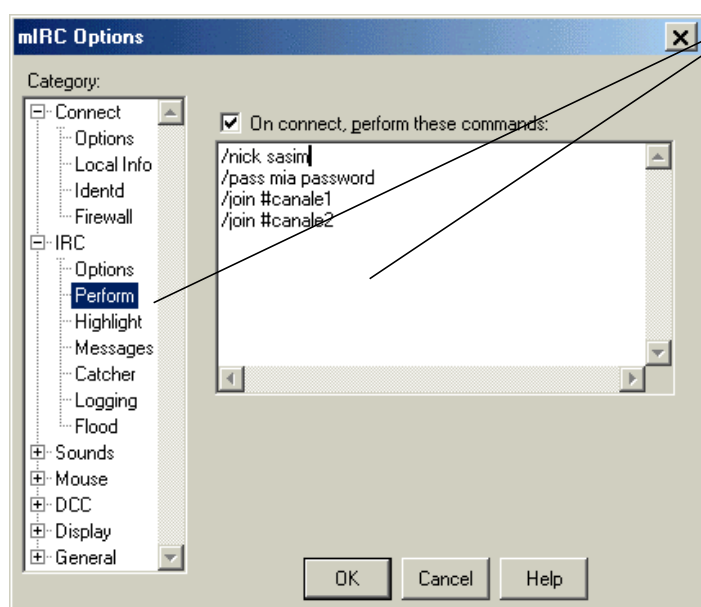 mIRC Options
Category:
Connect
Options
Local Info
Identd
Firewall
IRC
Options
Perform
Highlight
Messages
Catcher
Logging
Flood
Sounds
Mouse
DCC
Display
General
On connect, perform these commands:
/nick sasim
/pass mia password
/join #canale1
/join #canale2
OK
Cancel
Help